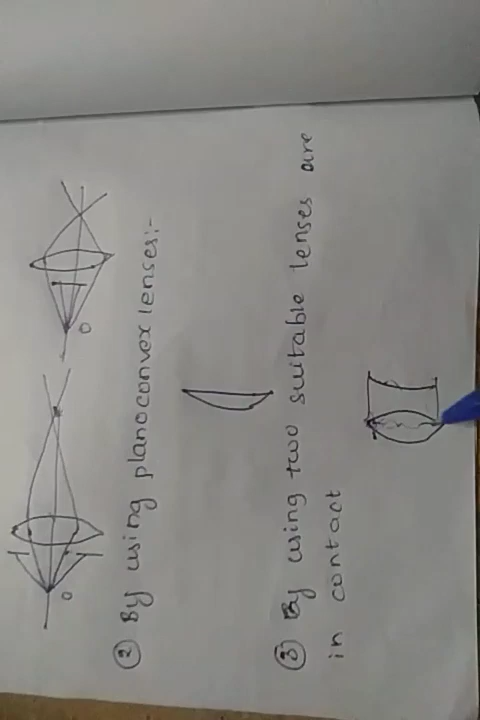 O
O
② By using planoconvex lenses:-
③ By using two suitable lenses are
in contact